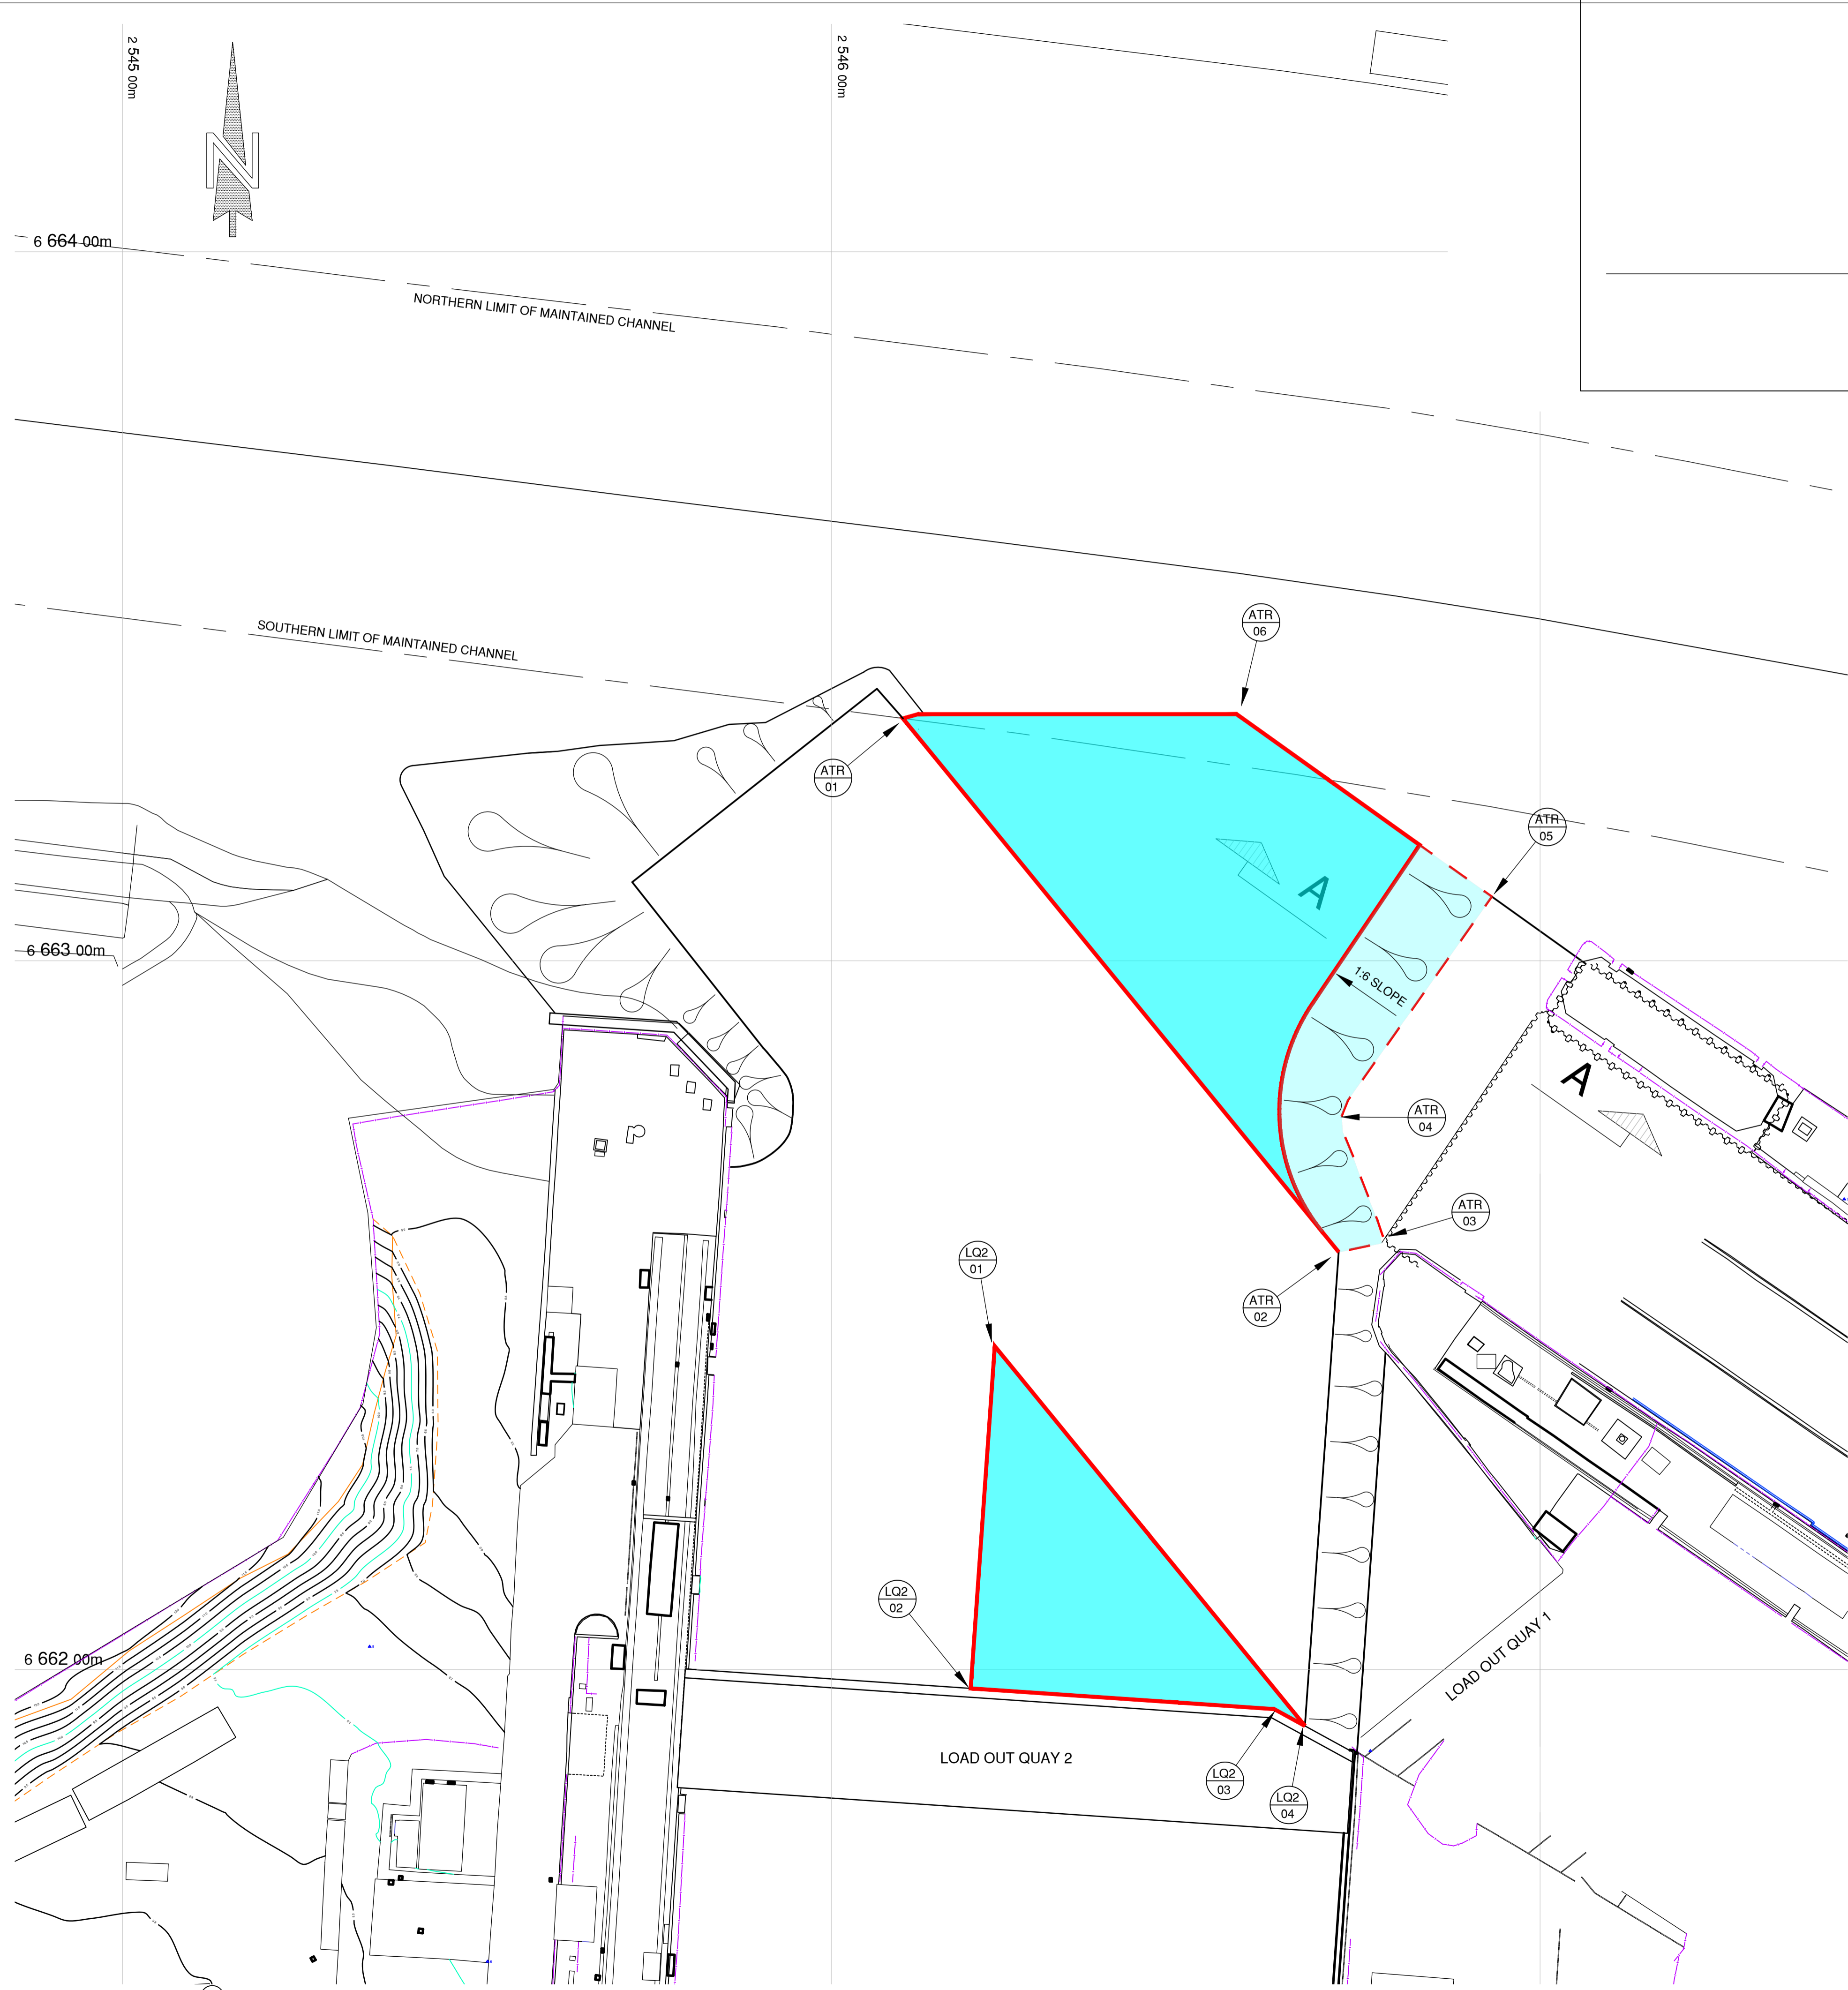 2 545 00m
2 546 00m
N
6 664 00m
NORTHERN LIMIT OF MAINTAINED CHANNEL
SOUTHERN LIMIT OF MAINTAINED CHANNEL
ATR
06
ATR
01
ATR
05
A
6 663 00m
1:6 SLOPE
A
ATR
04
ATR
03
LQ2
01
ATR
02
LQ2
02
6 662 00m
LOAD OUT QUAY 1
LOAD OUT QUAY 2
LQ2
03
LQ2
04